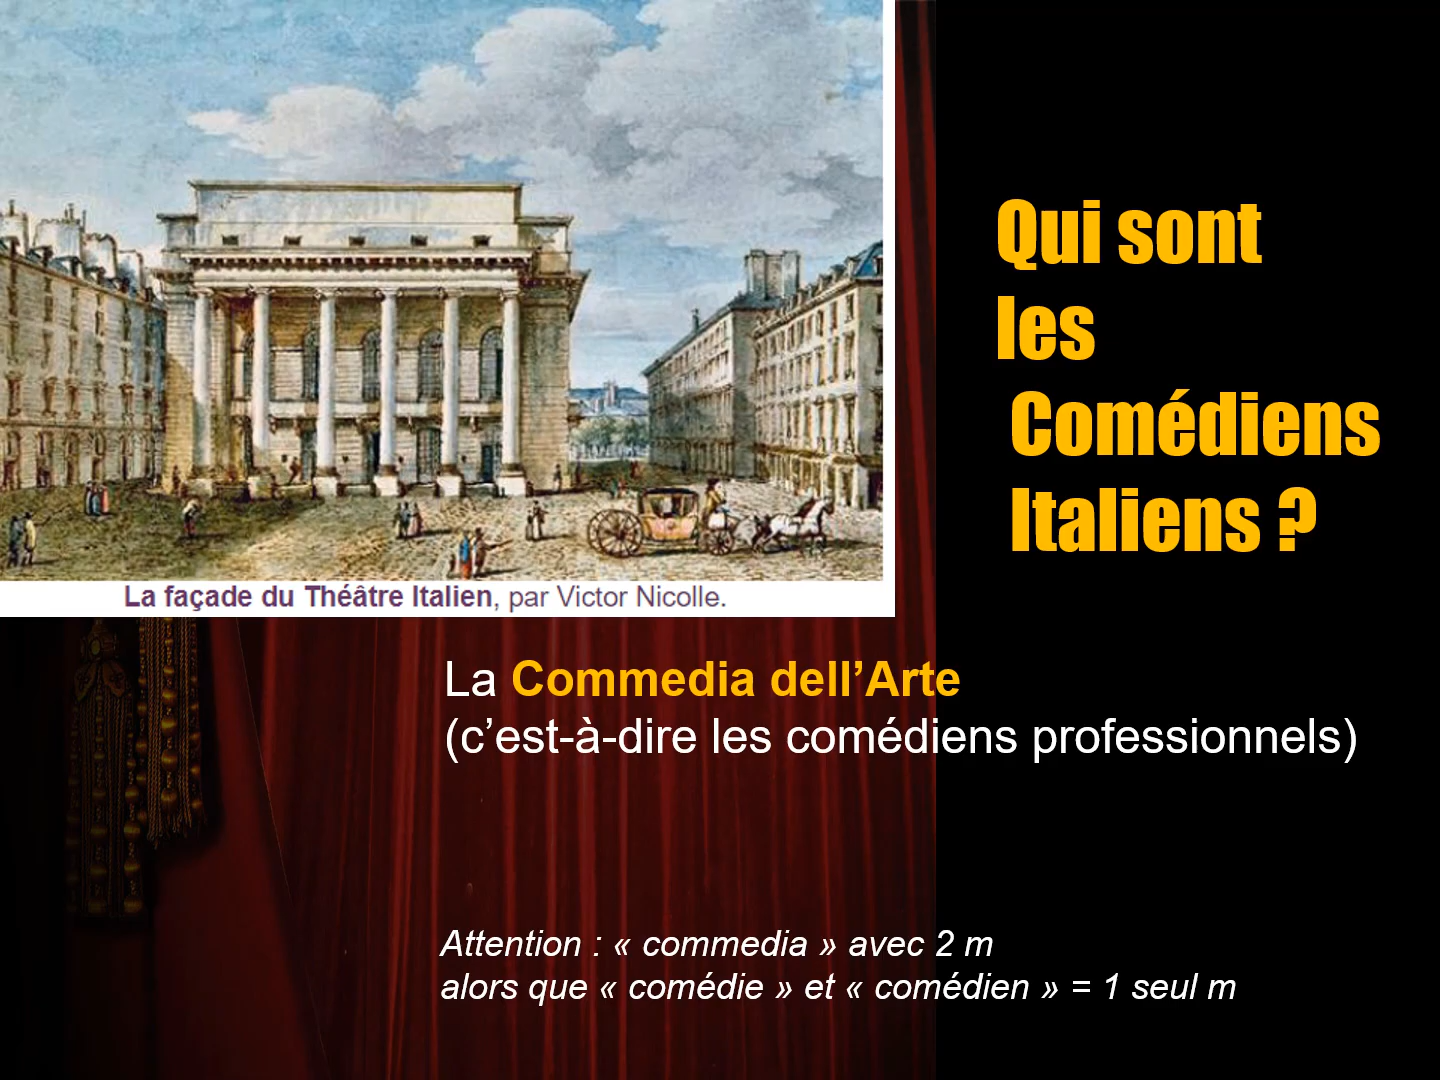 Qui sont
les
Comédiens
Italiens ?
La façade du Théâtre Italien, par Victor Nicolle.
La Commedia dell’Arte
(c’est-à-dire les comédiens professionnels)
Attention : « commedia » avec 2 m
alors que « comédie » et « comédien » = 1 seul m